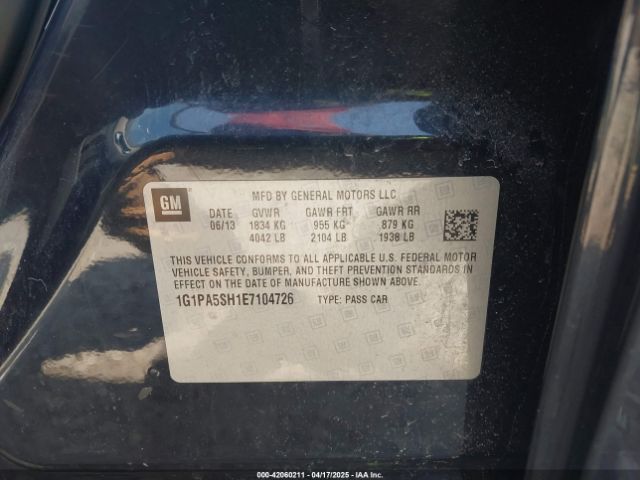 GM
MFD BY GENERAL MOTORS LLC
DATE GVWR GAWR FRT GAWR RR
06/13 1834 KG 955 KG 879 KG
4042 LB 2104 LB 1938 LB
THIS VEHICLE CONFORMS TO ALL APPLICABLE U.S. FEDERAL MOTOR
VEHICLE SAFETY, BUMPER, AND THEFT PREVENTION STANDARDS IN
EFFECT ON THE DATE OF MANUFACTURE SHOWN ABOVE.
1G1PA5SH1E7104726 TYPE: PASS CAR
000-42060211 - 04/17/2025 - IAAI.com